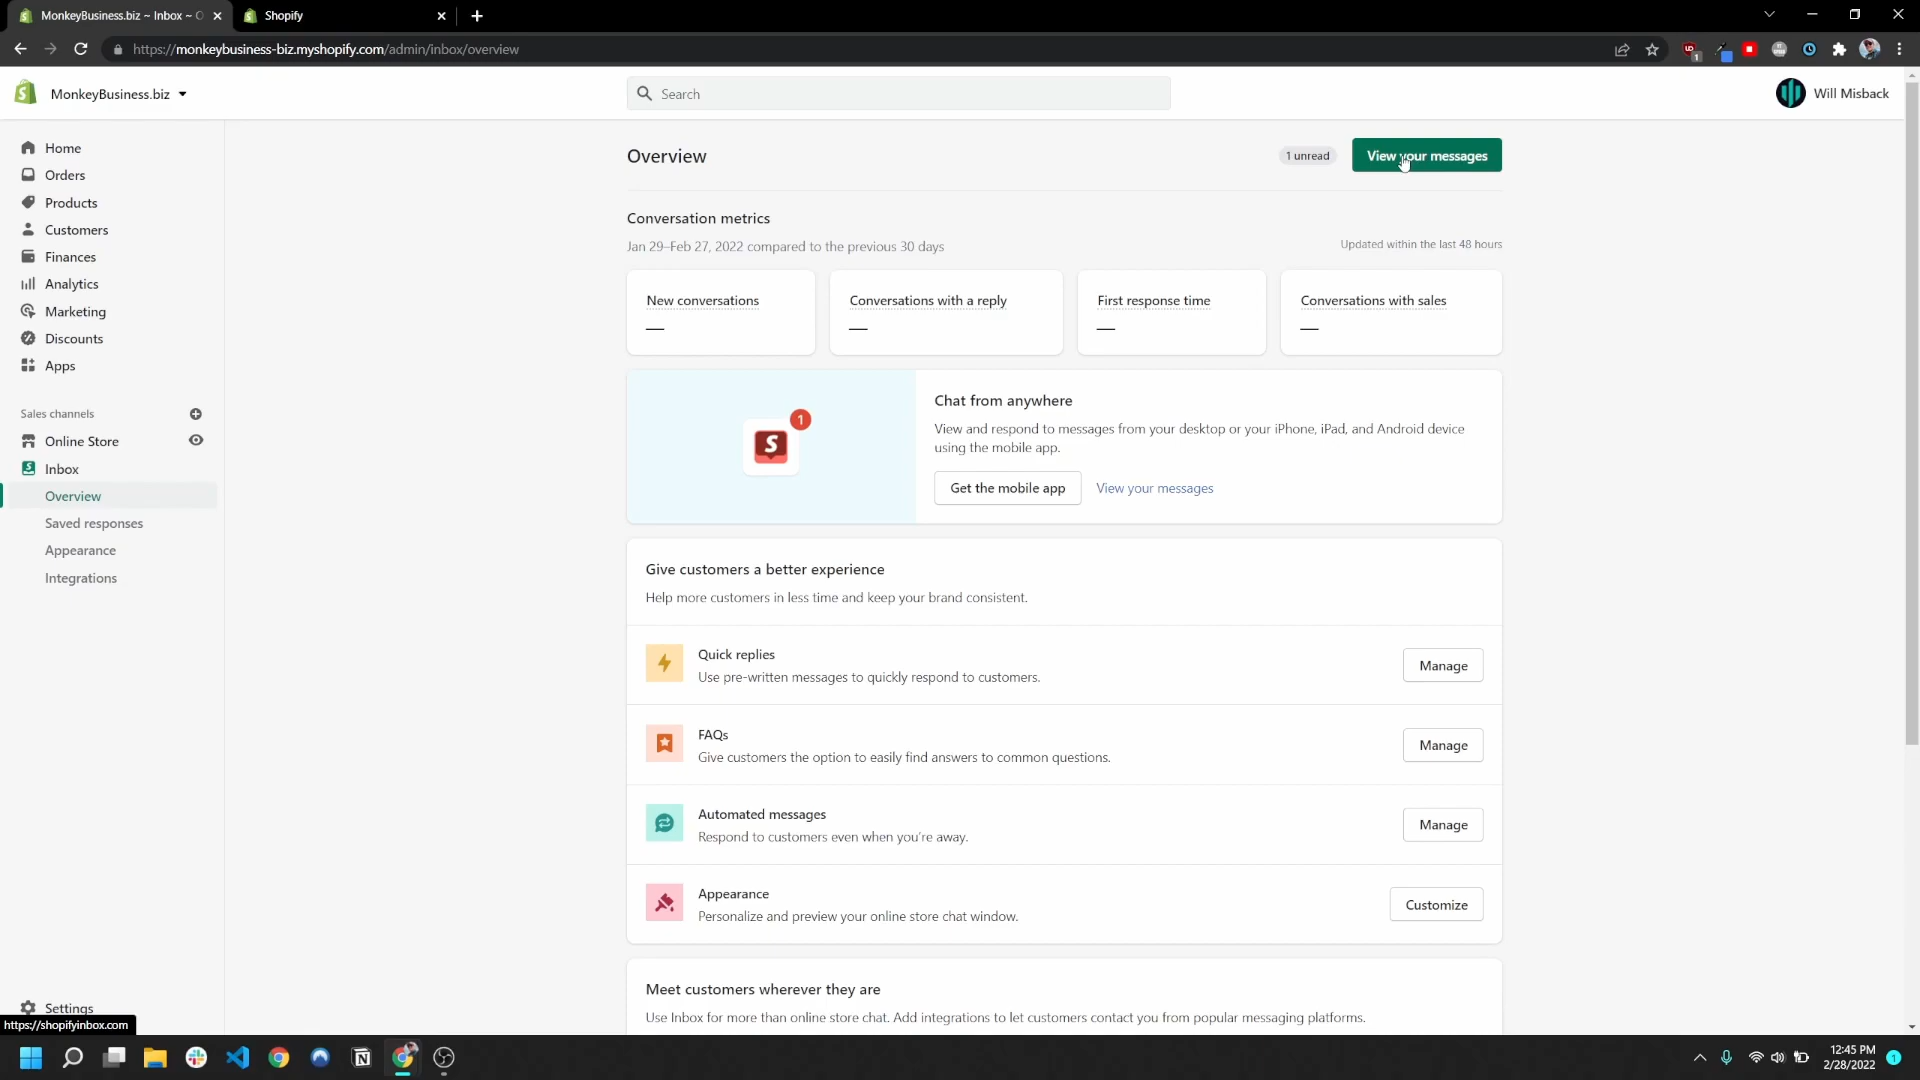 MonkeyBusiness.biz ~ Inbox ~ O
Shopify
https://monkeybusiness-biz.myshopify.com/admin/inbox/overview
MonkeyBusiness.biz
Search
Will Misback
Home
Orders
Products
Customers
Finances
Analytics
Marketing
Discounts
Apps
Sales channels
Online Store
Inbox
Overview
Saved responses
Appearance
Integrations
Settings
https://shopifyinbox.com
Overview
1 unread
View your messages
Conversation metrics
Jan 29–Feb 27, 2022 compared to the previous 30 days
Updated within the last 48 hours
New conversations
—
Conversations with a reply
—
First response time
—
Conversations with sales
—
1
Chat from anywhere
View and respond to messages from your desktop or your iPhone, iPad, and Android device
using the mobile app.
Get the mobile app
View your messages
Give customers a better experience
Help more customers in less time and keep your brand consistent.
Quick replies
Use pre-written messages to quickly respond to customers.
Manage
FAQs
Give customers the option to easily find answers to common questions.
Manage
Automated messages
Respond to customers even when you're away.
Manage
Appearance
Personalize and preview your online store chat window.
Customize
Meet customers wherever they are
Use Inbox for more than online store chat. Add integrations to let customers contact you from popular messaging platforms.
12:45 PM
2/28/2022
1